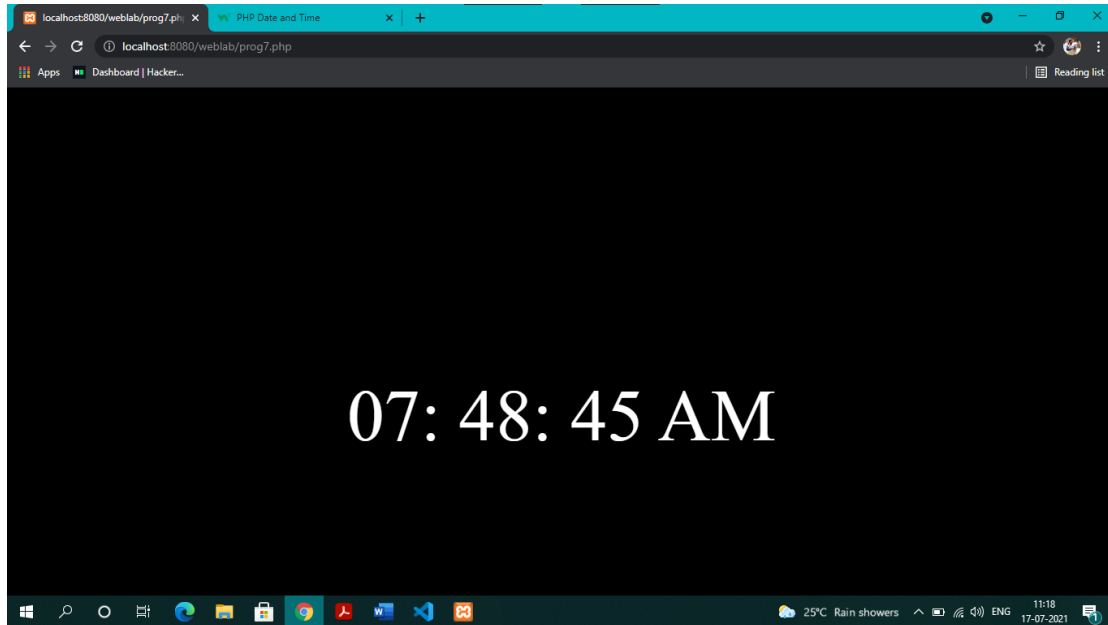 localhost:8080/weblab/prog7.ph
PHP Date and Time
localhost:8080/weblab/prog7.php
Apps
Dashboard | Hacker...
Reading list
07: 48: 45 AM
25°C Rain showers
ENG
11:18
17-07-2021